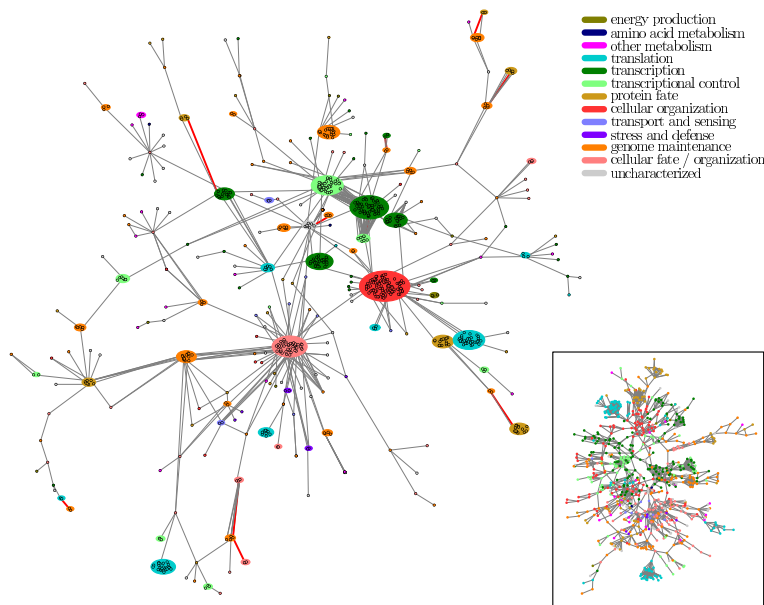 energy production
amino acid metabolism
other metabolism
translation
transcription
transcriptional control
protein fate
cellular organization
transport and sensing
stress and defense
genome maintenance
cellular fate / organization
uncharacterized